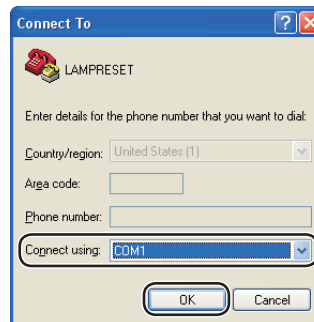 Connect To
LAMPRESET
Enter details for the phone number that you want to dial:
Country/region: United States (1)
Area code:
Phone number:
Connect using: COM1
OK Cancel